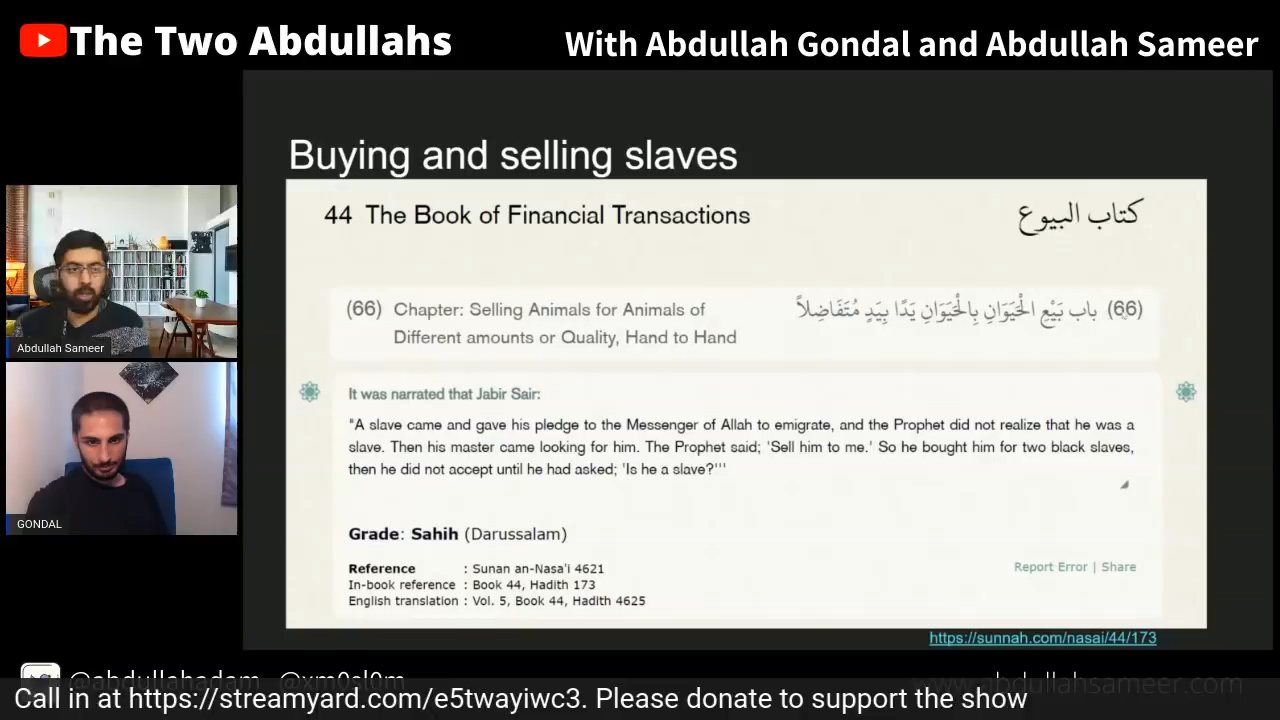 The Two Abdullahs
With Abdullah Gondal and Abdullah Sameer
Buying and selling slaves
44 The Book of Financial Transactions
كتاب البيوع
(66) Chapter: Selling Animals for Animals of
Different amounts or Quality, Hand to Hand
(66) باب بَيْعِ الْحَيَوَانِ بِالْحَيَوَانِ يَدًا بِيَدٍ مُتَفَاضِلاً
It was narrated that Jabir Sair:
"A slave came and gave his pledge to the Messenger of Allah to emigrate, and the Prophet did not realize that he was a
slave. Then his master came looking for him. The Prophet said; 'Sell him to me.' So he bought him for two black slaves,
then he did not accept until he had asked; 'Is he a slave?'''
Grade: Sahih (Darussalam)
Reference : Sunan an-Nasa'i 4621
In-book reference : Book 44, Hadith 173
English translation : Vol. 5, Book 44, Hadith 4625
Report Error | Share
https://sunnah.com/nasai/44/173
Abdullah Sameer
GONDAL
@abdullahadam @xm0sl0m
www.abdullahsameer.com
Call in at https://streamyard.com/e5twayiwc3. Please donate to support the show